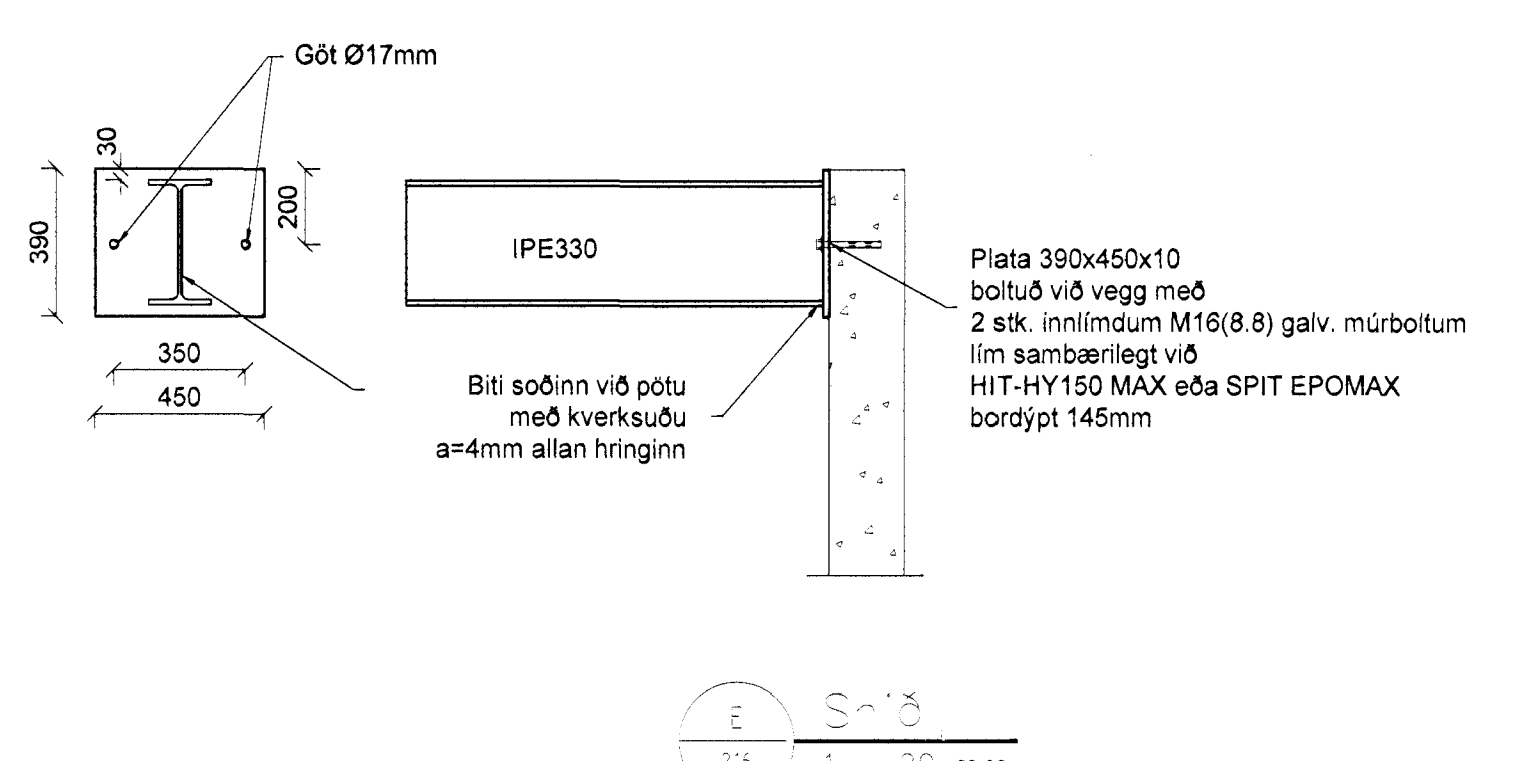 Göt Ø17mm
30
390
200
350
450
IPE330
Biti soðinn við pötu
með kverksuðu
a=4mm allan hringinn
Plata 390x450x10
boltuð við vegg með
2 stk. innlímdum M16(8.8) galv. múrboltum
lím sambærilegt við
HIT-HY150 MAX eða SPIT EPOMAX
bordýpt 145mm
E